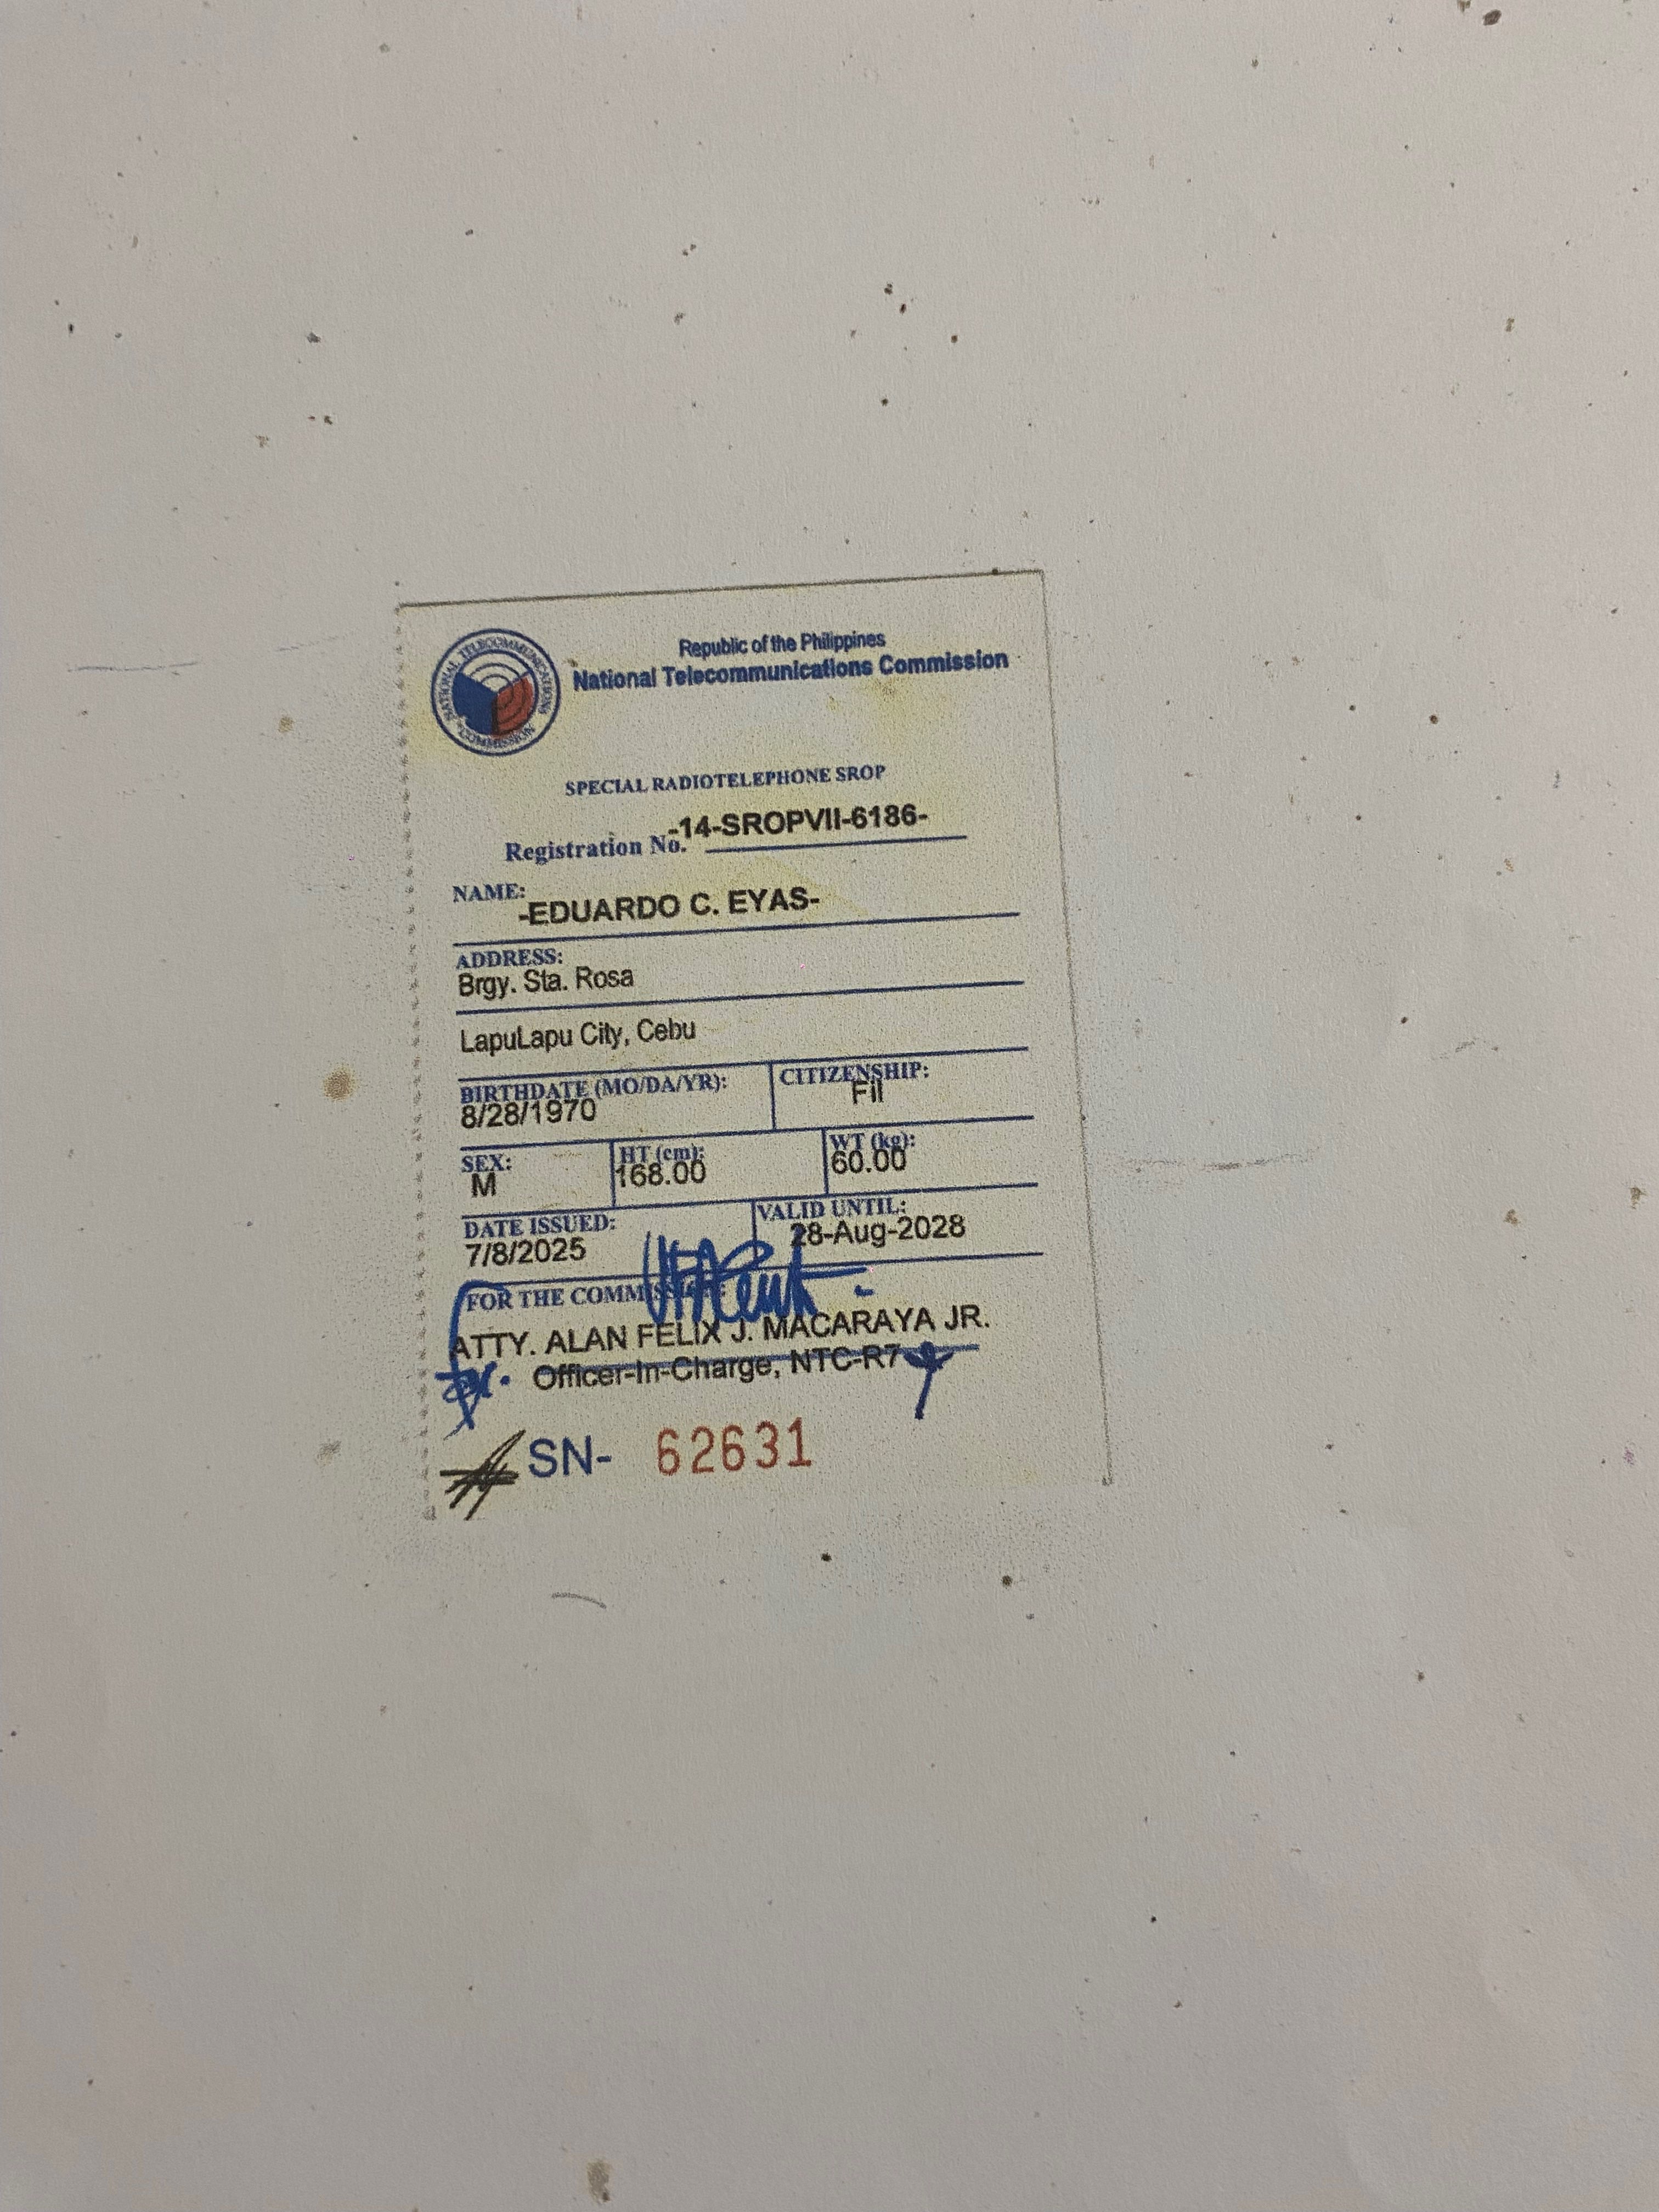 NATIONAL TELECOMMUNICATIONS COMMISSION
Republic of the Philippines
National Telecommunications Commission
SPECIAL RADIOTELEPHONE SROP
Registration No. -14-SROPVII-6186-
NAME:
-EDUARDO C. EYAS-
ADDRESS:
Brgy. Sta. Rosa
LapuLapu City, Cebu
BIRTHDATE (MO/DA/YR): CITIZENSHIP:
8/28/1970 Fil
SEX: HT (cm): WT (kg):
M 168.00 60.00
DATE ISSUED: VALID UNTIL:
7/8/2025 28-Aug-2028
FOR THE COMMISSION:
ATTY. ALAN FELIX J. MACARAYA JR.
Officer-In-Charge, NTC-R7
SN- 62631